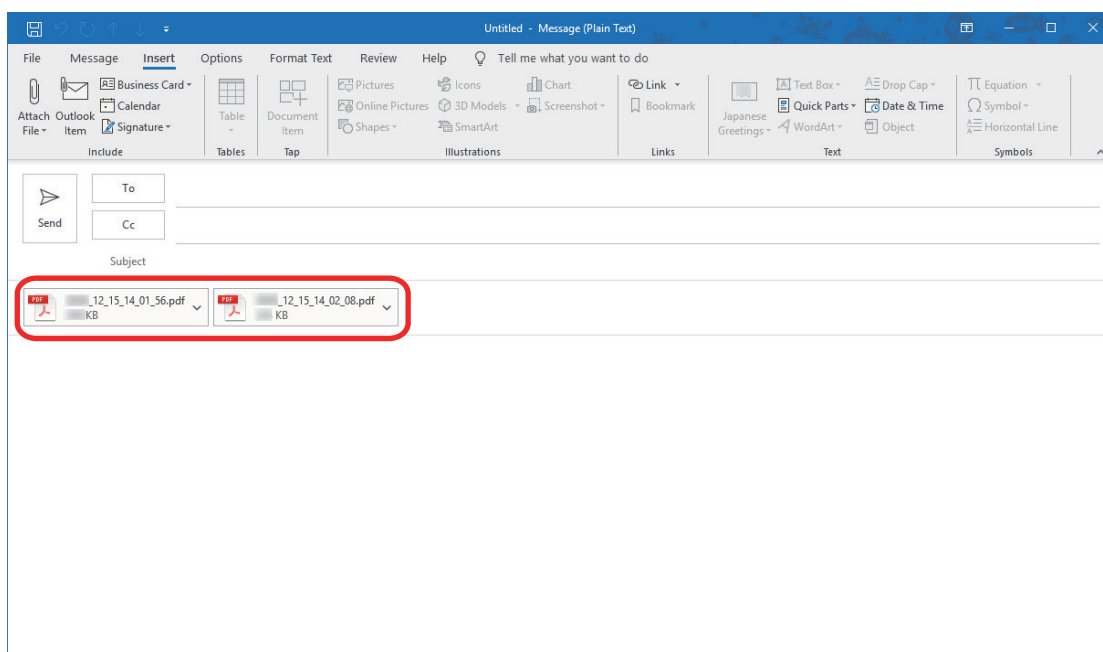 Untitled - Message (Plain Text)
File Message Insert Options Format Text Review Help Tell me what you want to do
Attach File
Outlook Item
Business Card
Calendar
Signature
Include
Table
Tables
Document Item
Tap
Pictures
Online Pictures
Shapes
Icons
3D Models
SmartArt
Chart
Screenshot
Illustrations
Link
Bookmark
Links
Japanese Greetings
Text Box
Quick Parts
WordArt
Drop Cap
Date & Time
Object
Text
Equation
Symbol
Horizontal Line
Symbols
Send
To
Cc
Subject
PDF
_12_15_14_01_56.pdf
KB
PDF
_12_15_14_02_08.pdf
KB